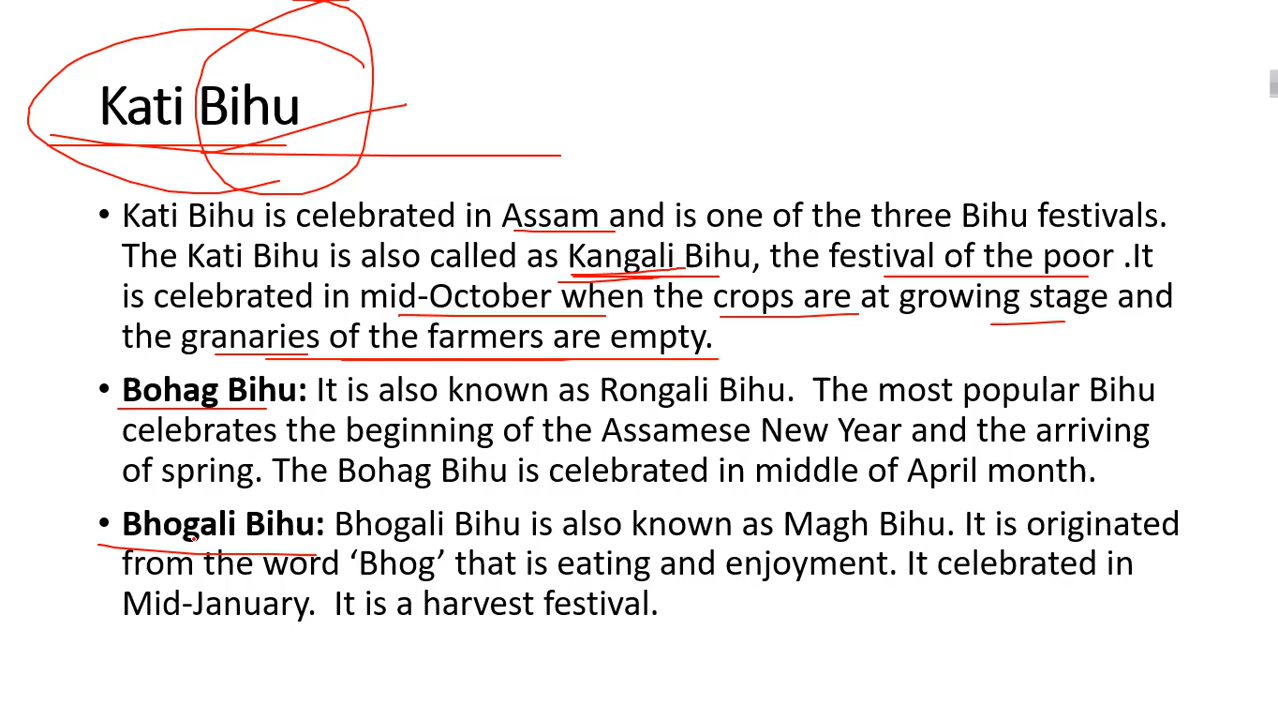 Kati Bihu
• Kati Bihu is celebrated in Assam and is one of the three Bihu festivals.
The Kati Bihu is also called as Kangali Bihu, the festival of the poor .It
is celebrated in mid-October when the crops are at growing stage and
the granaries of the farmers are empty.
• Bohag Bihu: It is also known as Rongali Bihu.  The most popular Bihu
celebrates the beginning of the Assamese New Year and the arriving
of spring. The Bohag Bihu is celebrated in middle of April month.
• Bhogali Bihu: Bhogali Bihu is also known as Magh Bihu. It is originated
from the word ‘Bhog’ that is eating and enjoyment. It celebrated in
Mid-January.  It is a harvest festival.